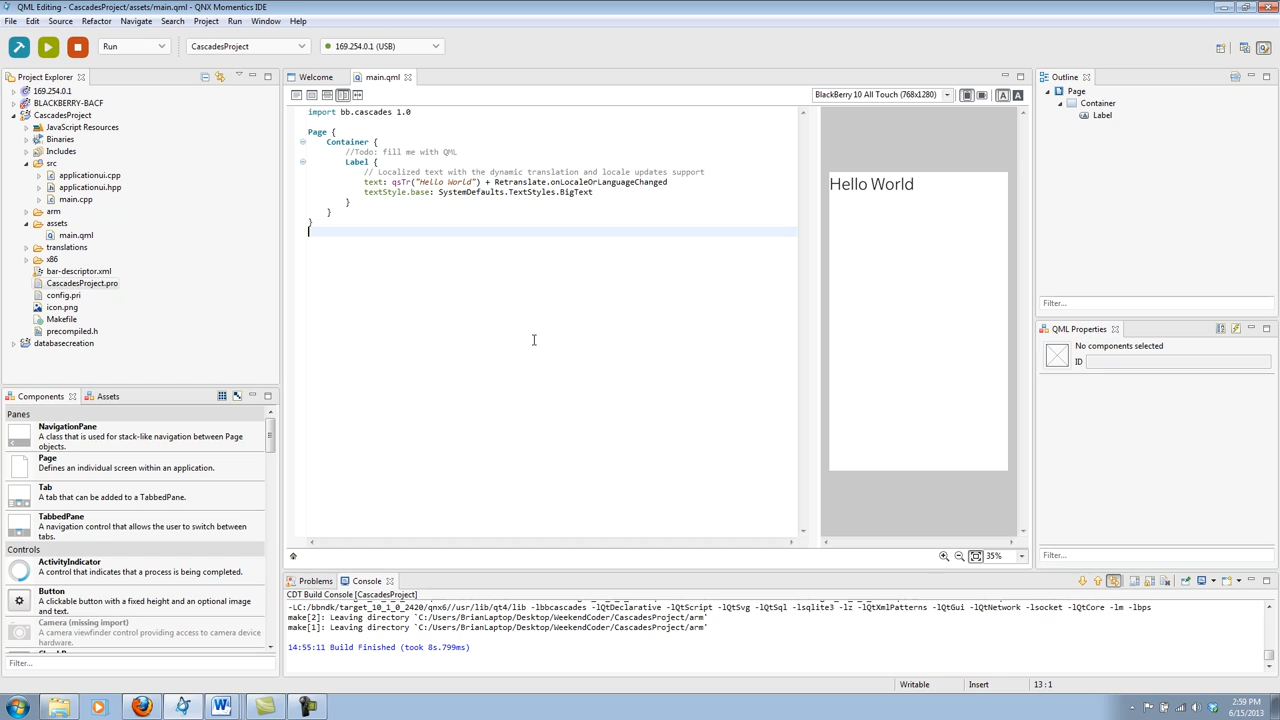 QML Editing - CascadesProject/assets/main.qml - QNX Momentics IDE
File Edit Source Refactor Navigate Search Project Run Window Help
Run CascadesProject 169.254.0.1 (USB)
Project Explorer
169.254.0.1
BLACKBERRY-BACF
CascadesProject
JavaScript Resources
Binaries
Includes
src
applicationui.cpp
applicationui.hpp
main.cpp
arm
assets
main.qml
translations
x86
bar-descriptor.xml
CascadesProject.pro
config.pri
icon.png
Makefile
precompiled.h
databasecreation
Components Assets
Panes
NavigationPane
A class that is used for stack-like navigation between Page
objects.
Page
Defines an individual screen within an application.
Tab
A tab that can be added to a TabbedPane.
TabbedPane
A navigation control that allows the user to switch between
tabs.
Controls
ActivityIndicator
A control that indicates that a process is being completed.
Button
A clickable button with a fixed height and an optional image
and text.
Camera (missing import)
A camera viewfinder control providing access to camera device
hardware.
Filter...
Welcome main.qml
BlackBerry 10 All Touch (768x1280)
import bb.cascades 1.0
Page {
Container {
//Todo: fill me with QML
Label {
// Localized text with the dynamic translation and locale updates support
text: qsTr("Hello World") + Retranslate.onLocaleOrLanguageChanged
textStyle.base: SystemDefaults.TextStyles.BigText
}
}
}
Hello World
35%
Outline
Page
Container
Label
Filter...
QML Properties
No components selected
ID
Filter...
Problems Console
CDT Build Console [CascadesProject]
-LC:/bbndk/target_10_1_0_2420/qnx6//usr/lib/qt4/lib -lbbcascades -lQtDeclarative -lQtScript -lQtSvg -lQtSql -lsqlite3 -lz -lQtXmlPatterns -lQtGui -lQtNetwork -lsocket -lQtCore -lm -lbps
make[2]: Leaving directory `C:/Users/BrianLaptop/Desktop/WeekendCoder/CascadesProject/arm'
make[1]: Leaving directory `C:/Users/BrianLaptop/Desktop/WeekendCoder/CascadesProject/arm'
14:55:11 Build Finished (took 8s.799ms)
Writable Insert 13 : 1
2:59 PM
6/15/2013